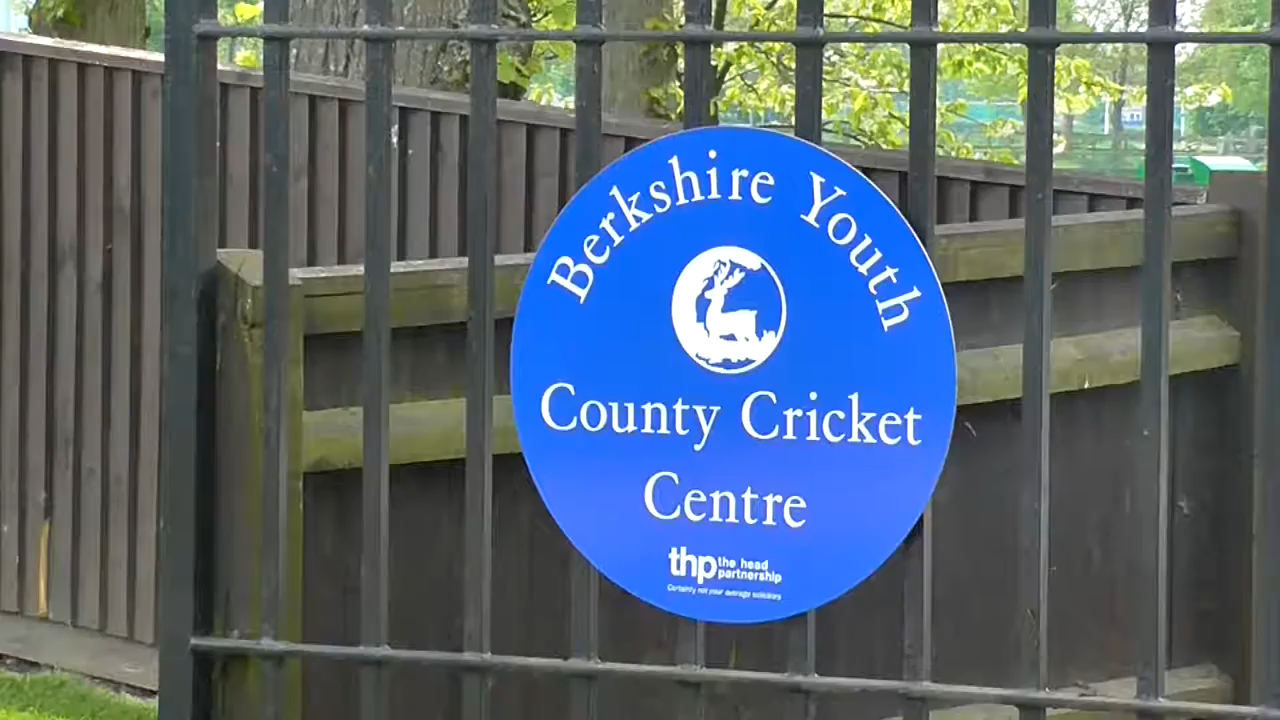 Berkshire Youth
County Cricket
Centre
thp the head
partnership
Certainly not your average solicitors